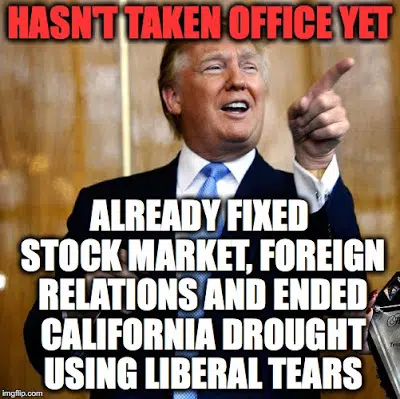 HASN'T TAKEN OFFICE YET
ALREADY FIXED
STOCK MARKET, FOREIGN
RELATIONS AND ENDED
CALIFORNIA DROUGHT
USING LIBERAL TEARS
imgflip.com